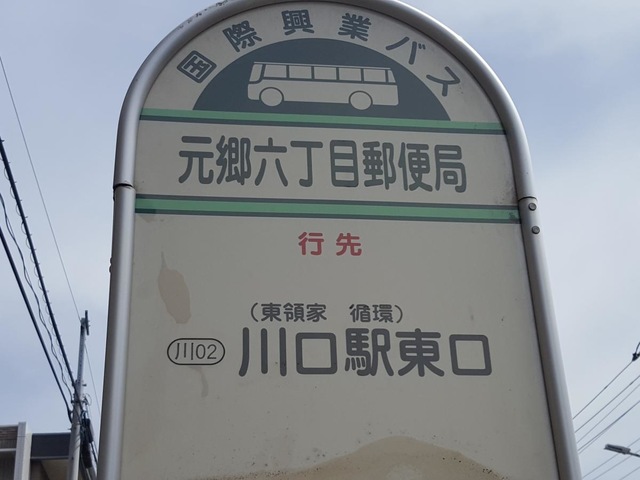 国際興業バス
元郷六丁目郵便局
行先
（東領家　循環）
川02 川口駅東口